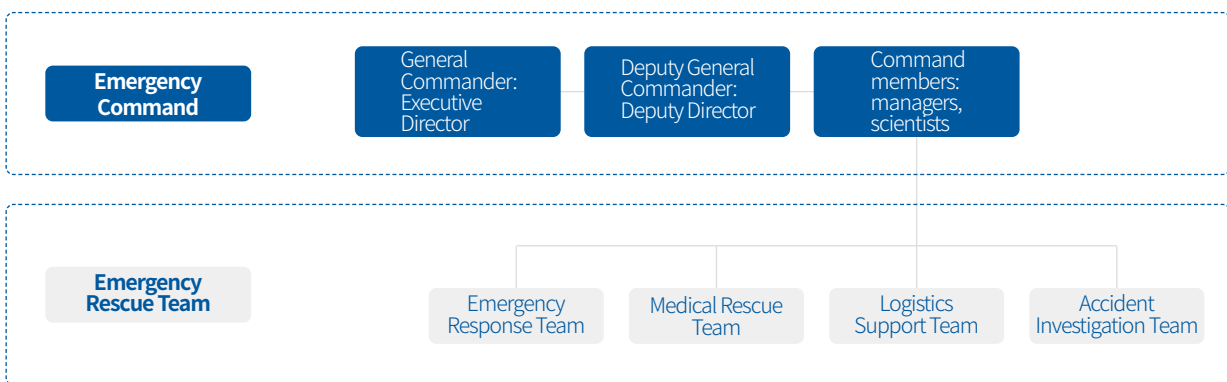 Emergency
Command
General
Commander:
Executive
Director
Deputy General
Commander:
Deputy Director
Command
members:
managers,
scientists
Emergency
Rescue Team
Emergency
Response Team
Medical Rescue
Team
Logistics
Support Team
Accident
Investigation Team